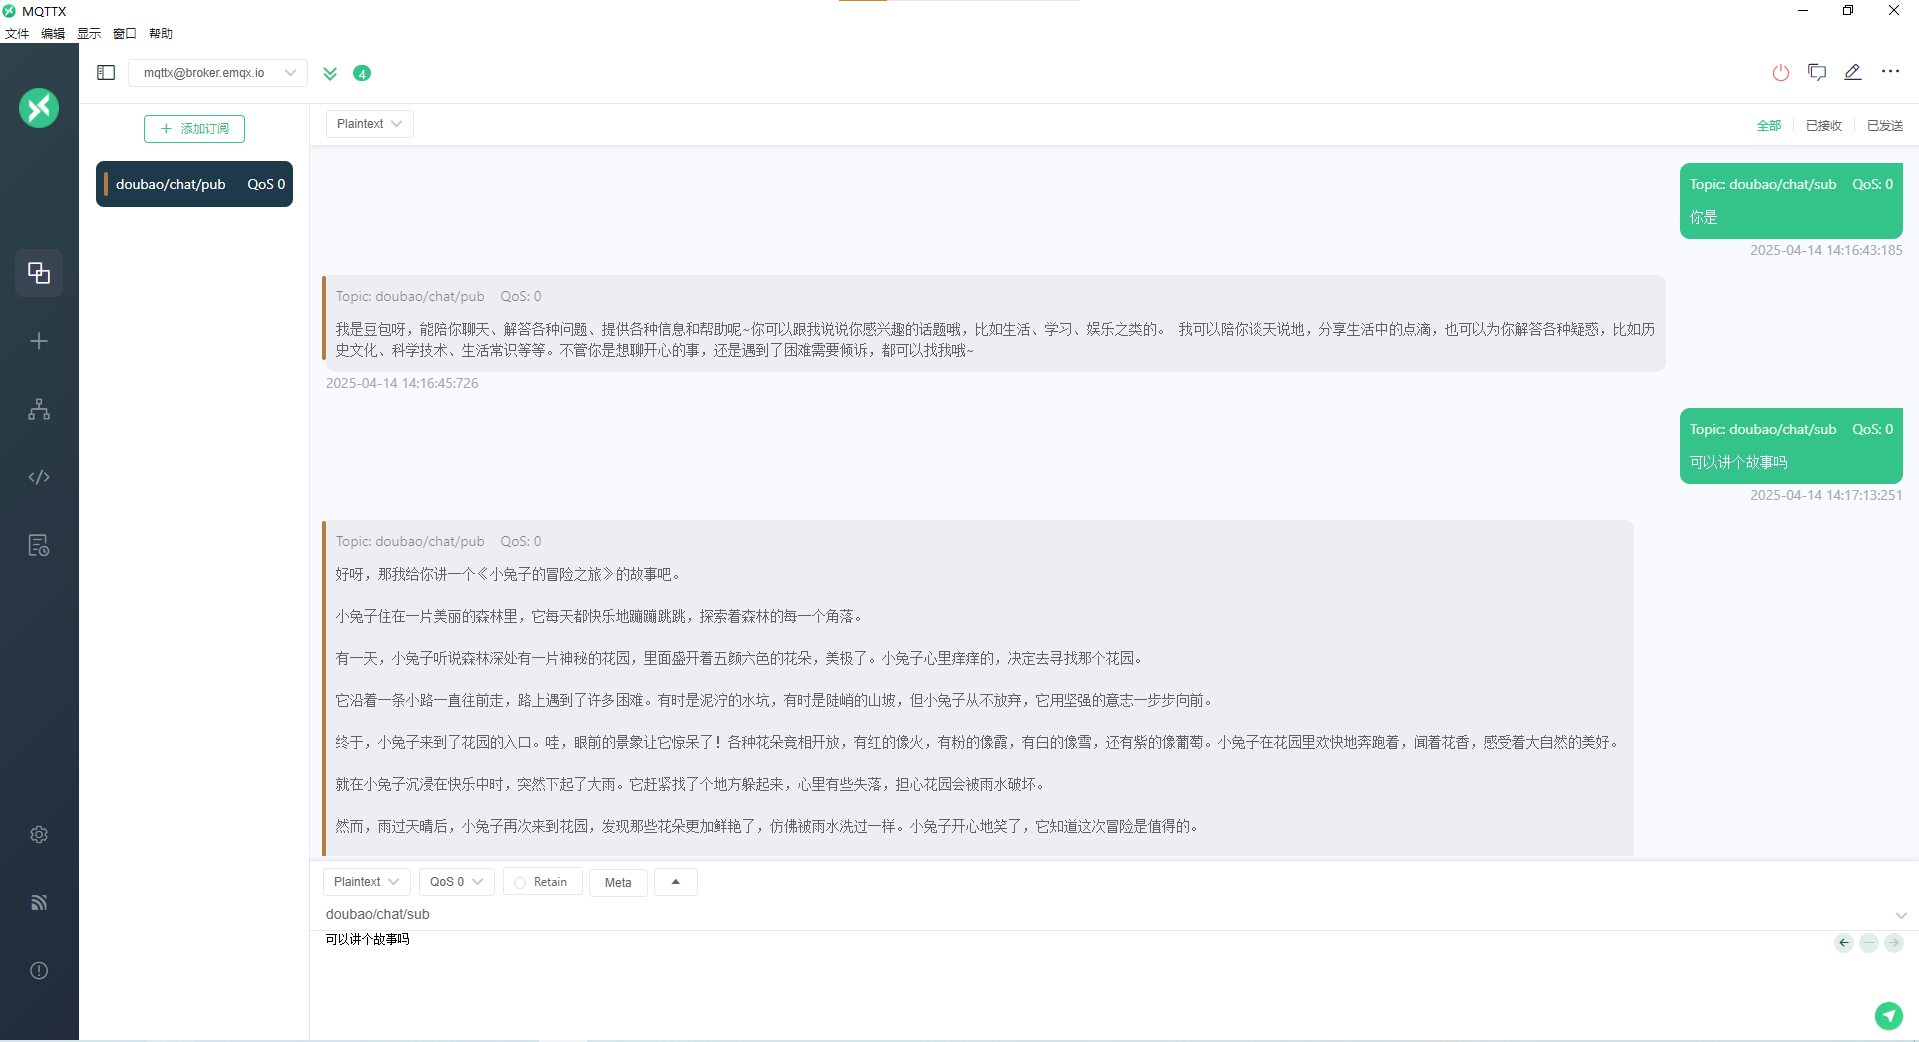 MQTTX
文件 编辑 显示 窗口 帮助
mqttx@broker.emqx.io 4
添加订阅
Plaintext
全部 已接收 已发送
doubao/chat/pub QoS 0
Topic: doubao/chat/sub QoS: 0
你是
2025-04-14 14:16:43:185
Topic: doubao/chat/pub QoS: 0
我是豆包呀，能陪你聊天、解答各种问题、提供各种信息和帮助呢~你可以跟我说说你感兴趣的话题哦，比如生活、学习、娱乐之类的。 我可以陪你谈天说地，分享生活中的点滴，也可以为你解答各种疑惑，比如历
史文化、科学技术、生活常识等等。不管你是想聊开心的事，还是遇到了困难需要倾诉，都可以找我哦~
2025-04-14 14:16:45:726
Topic: doubao/chat/sub QoS: 0
可以讲个故事吗
2025-04-14 14:17:13:251
Topic: doubao/chat/pub QoS: 0
好呀，那我给你讲一个《小兔子的冒险之旅》的故事吧。
小兔子住在一片美丽的森林里，它每天都快乐地蹦蹦跳跳，探索着森林的每一个角落。
有一天，小兔子听说森林深处有一片神秘的花园，里面盛开着五颜六色的花朵，美极了。小兔子心里痒痒的，决定去寻找那个花园。
它沿着一条小路一直往前走，路上遇到了许多困难。有时是泥泞的水坑，有时是陡峭的山坡，但小兔子从不放弃，它用坚强的意志一步步向前。
终于，小兔子来到了花园的入口。哇，眼前的景象让它惊呆了！各种花朵竞相开放，有红的像火，有粉的像霞，有白的像雪，还有紫的像葡萄。小兔子在花园里欢快地奔跑着，闻着花香，感受着大自然的美好。
就在小兔子沉浸在快乐中时，突然下起了大雨。它赶紧找了个地方躲起来，心里有些失落，担心花园会被雨水破坏。
然而，雨过天晴后，小兔子再次来到花园，发现那些花朵更加鲜艳了，仿佛被雨水洗过一样。小兔子开心地笑了，它知道这次冒险是值得的。
Plaintext QoS 0 Retain Meta
doubao/chat/sub
可以讲个故事吗